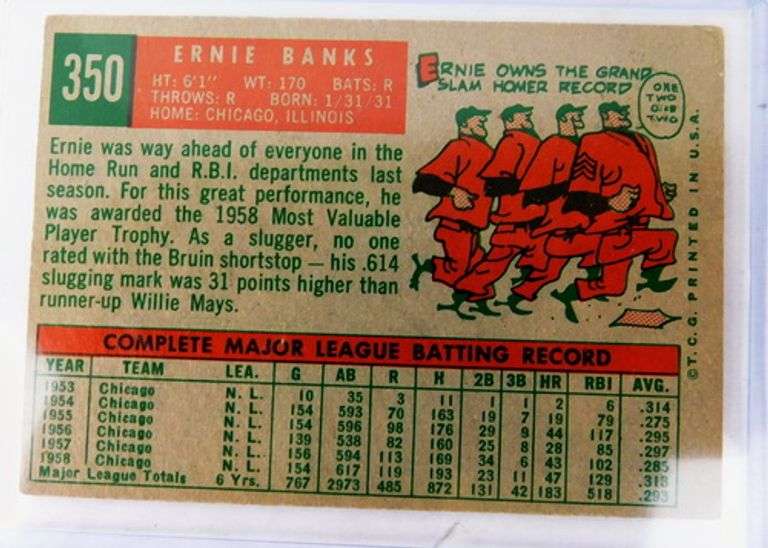 350
ERNIE BANKS
HT: 6'1" WT: 170 BATS: R
THROWS: R BORN: 1/31/31
HOME: CHICAGO, ILLINOIS
Ernie was way ahead of everyone in the
Home Run and R.B.I. departments last
season. For this great performance, he
was awarded the 1958 Most Valuable
Player Trophy. As a slugger, no one
rated with the Bruin shortstop — his .614
slugging mark was 31 points higher than
runner-up Willie Mays.
ERNIE OWNS THE GRAND
SLAM HOMER RECORD
ONE
TWO
ONE
TWO
©T.C.G. PRINTED IN U.S.A.
COMPLETE MAJOR LEAGUE BATTING RECORD
YEAR TEAM LEA. G AB R H 2B 3B HR RBI AVG.
1953 Chicago N. L. 10 35 3 11 1 1 2 6 .314
1954 Chicago N. L. 154 593 70 163 19 7 19 79 .275
1955 Chicago N. L. 154 596 98 176 29 9 44 117 .295
1956 Chicago N. L. 139 538 82 160 25 8 28 85 .297
1957 Chicago N. L. 156 594 113 169 34 6 43 102 .285
1958 Chicago N. L. 154 617 119 193 23 11 47 129 .313
Major League Totals 6 Yrs. 767 2973 485 872 131 42 183 518 .293